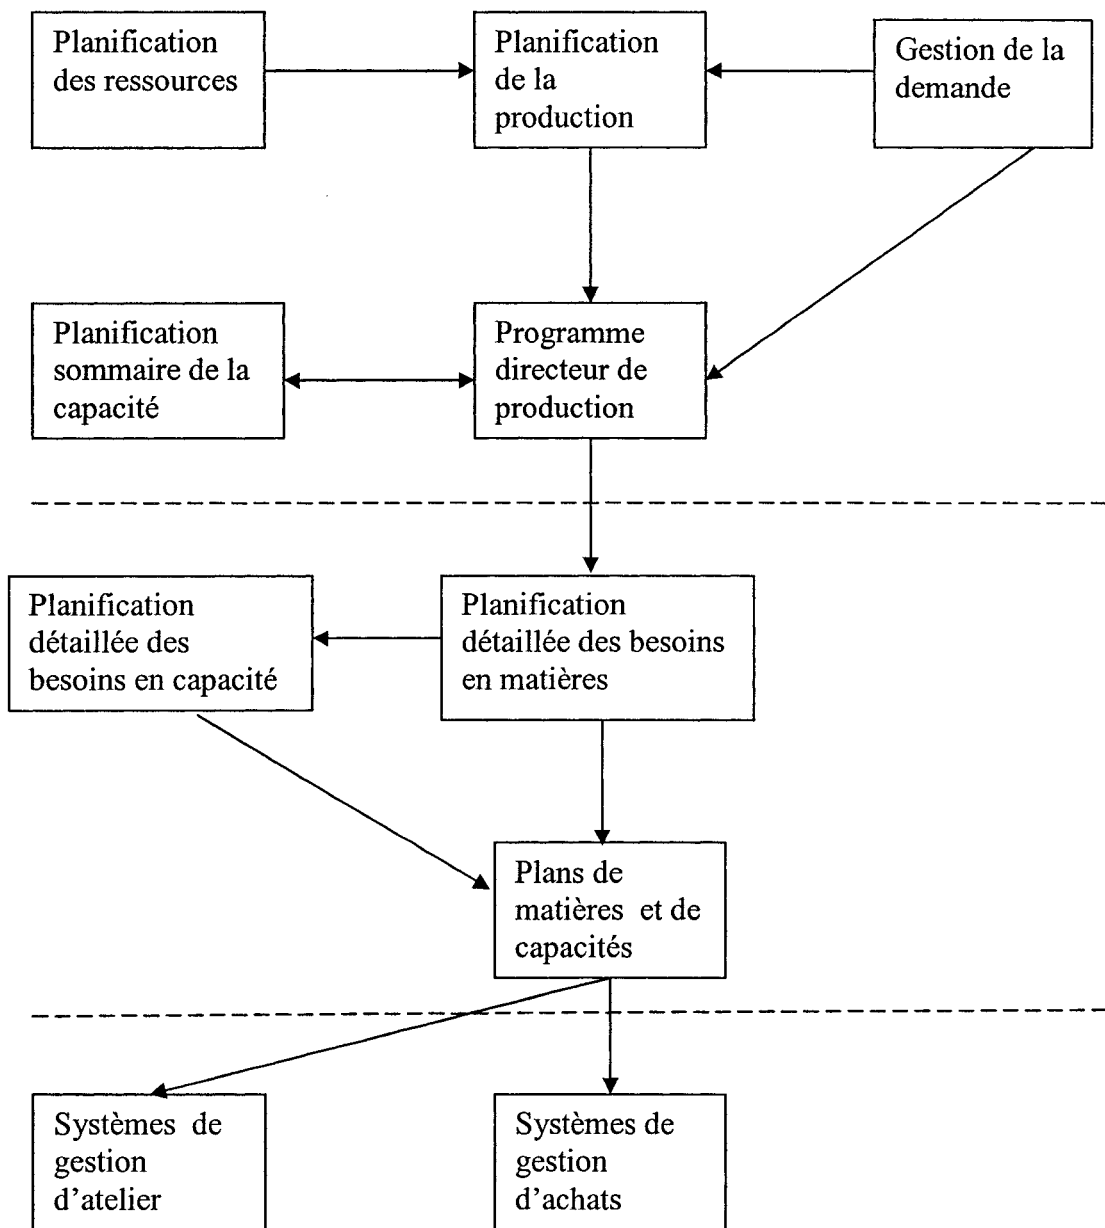 Planification
des ressources
Planification
de la
production
Gestion de la
demande
Planification
sommaire de la
capacité
Programme
directeur de
production
Planification
détaillée des
besoins en capacité
Planification
détaillée des besoins
en matières
Plans de
matières et de
capacités
Systèmes de
gestion
d'atelier
Systèmes de
gestion
d'achats